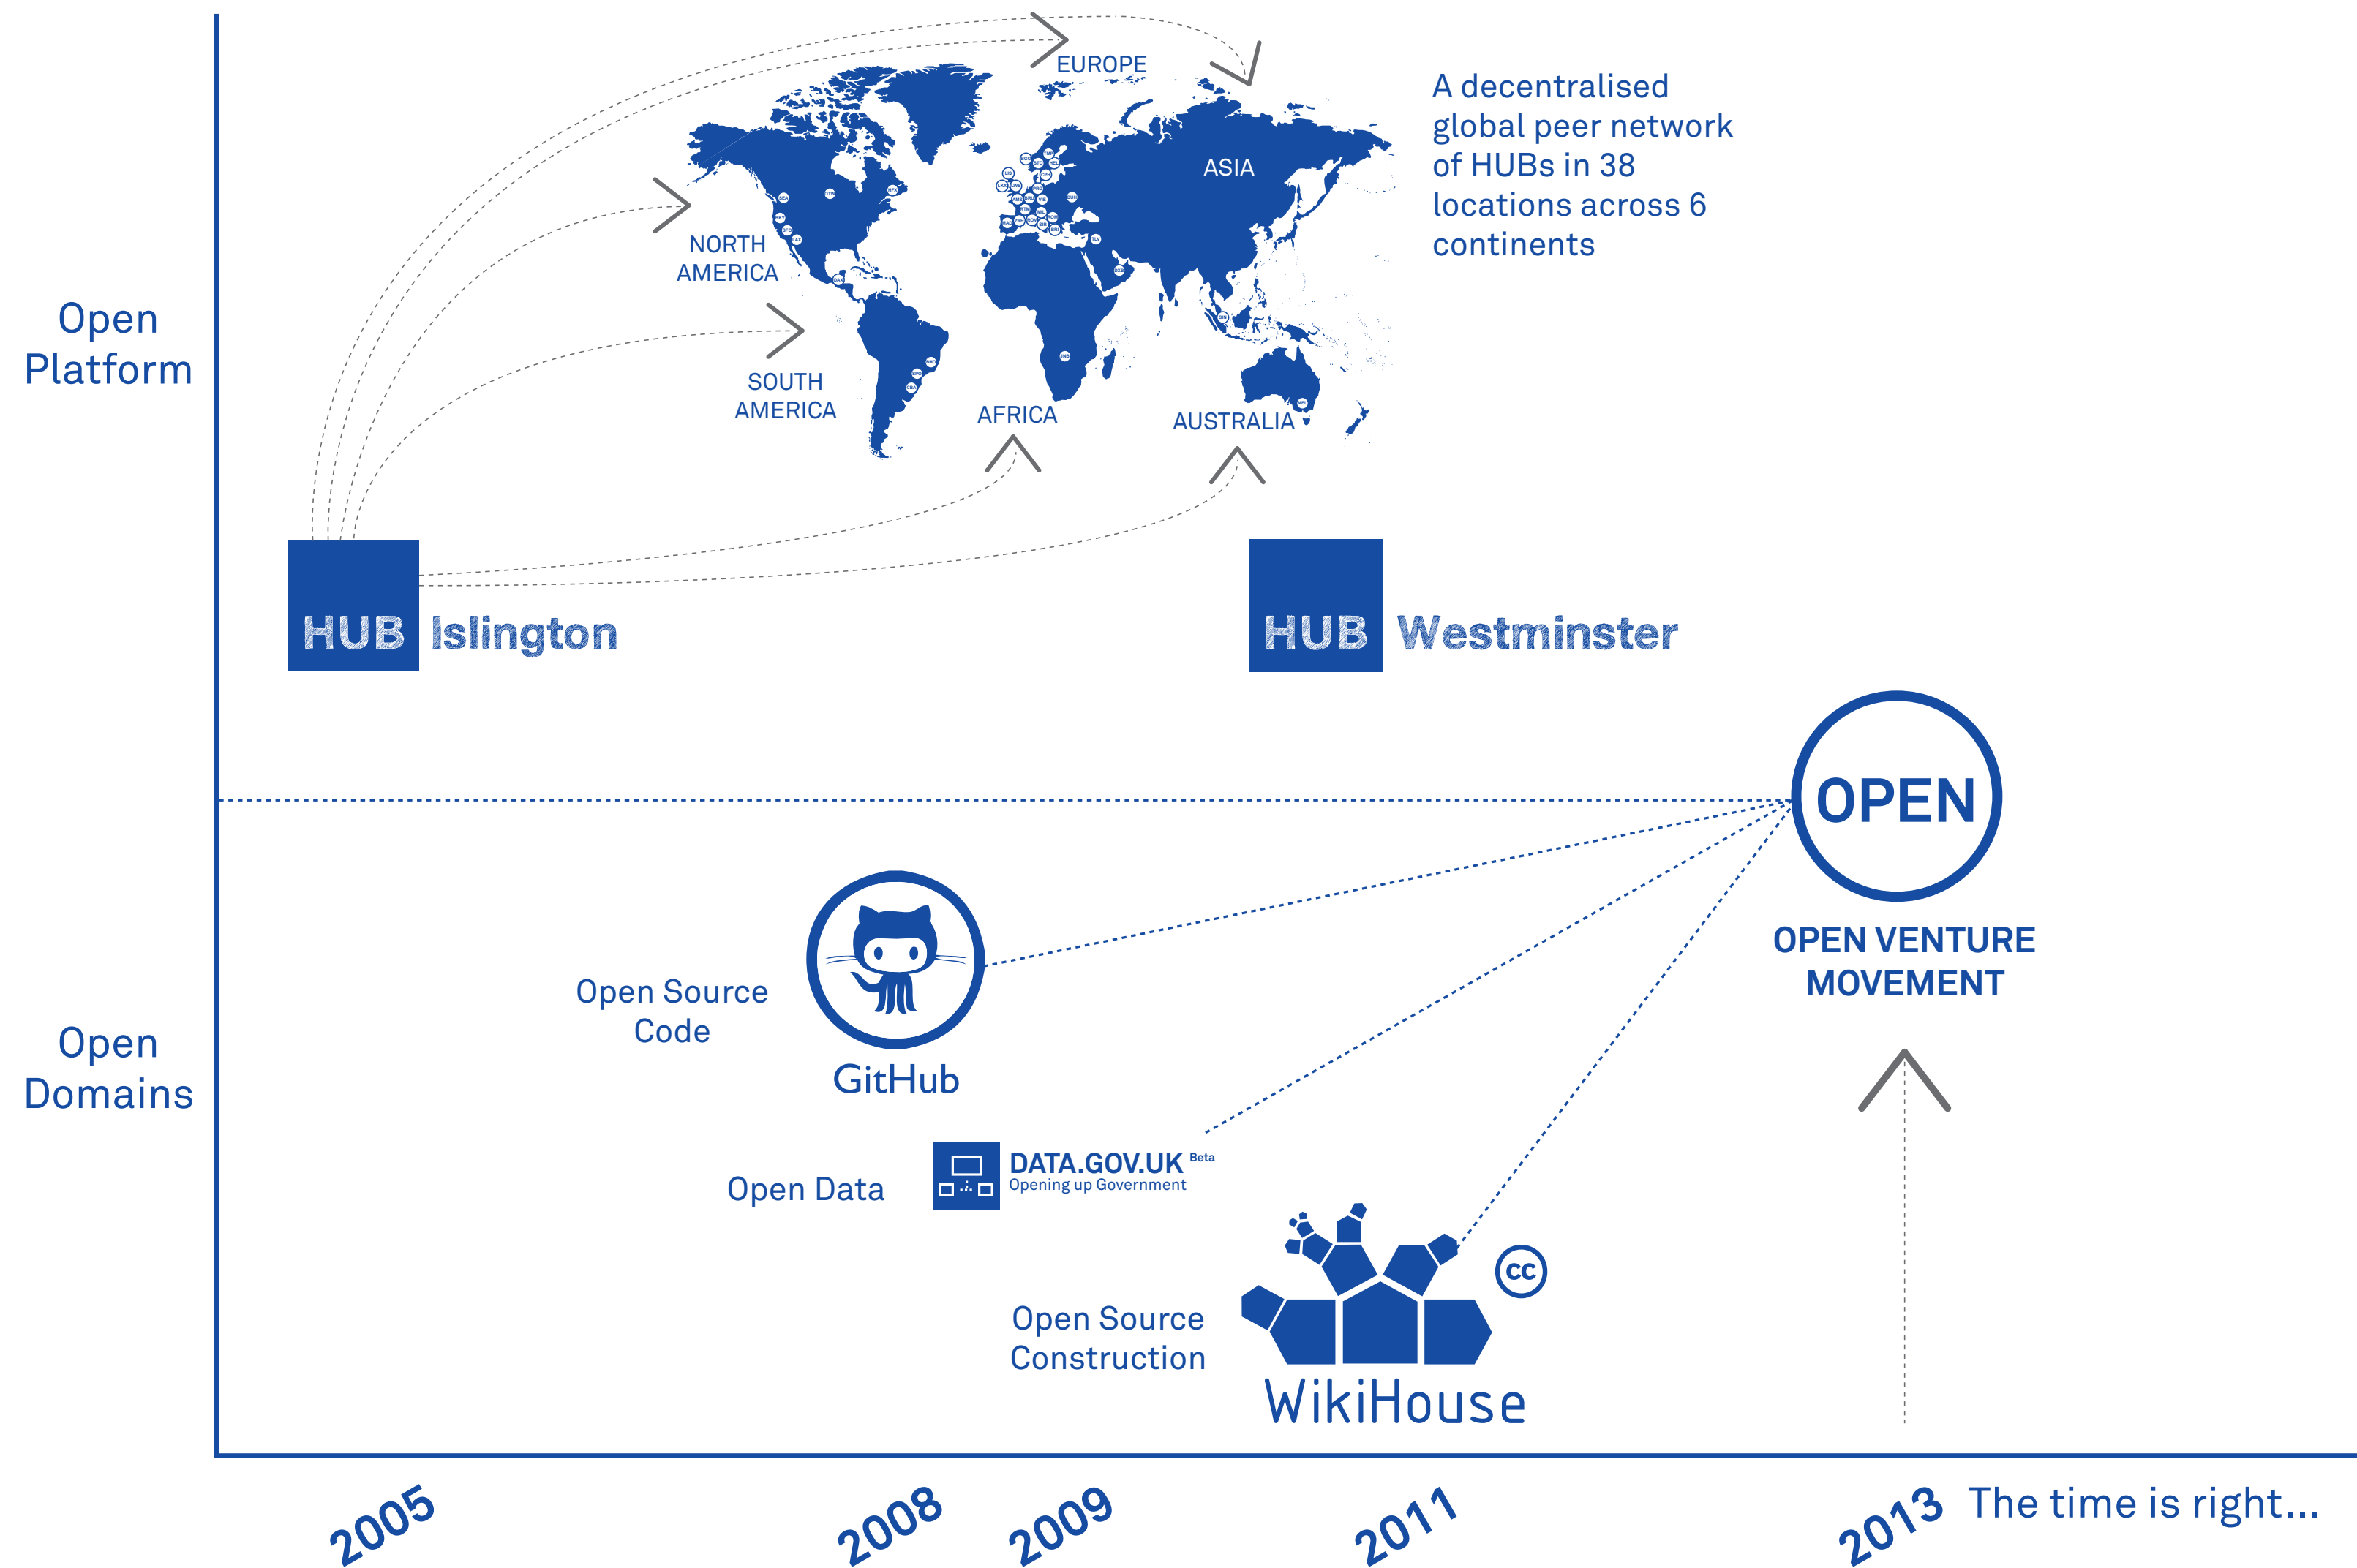 EUROPE
A decentralised
global peer network
of HUBs in 38
locations across 6
continents
ASIA
NORTH
AMERICA
Open
Platform
SOUTH
AMERICA
AFRICA
AUSTRALIA
HUB Islington
HUB Westminster
OPEN
OPEN VENTURE
MOVEMENT
Open Source
Code
GitHub
Open
Domains
Open Data
DATA.GOV.UK Beta
Opening up Government
cc
Open Source
Construction
WikiHouse
2005
2008
2009
2011
2013
The time is right...